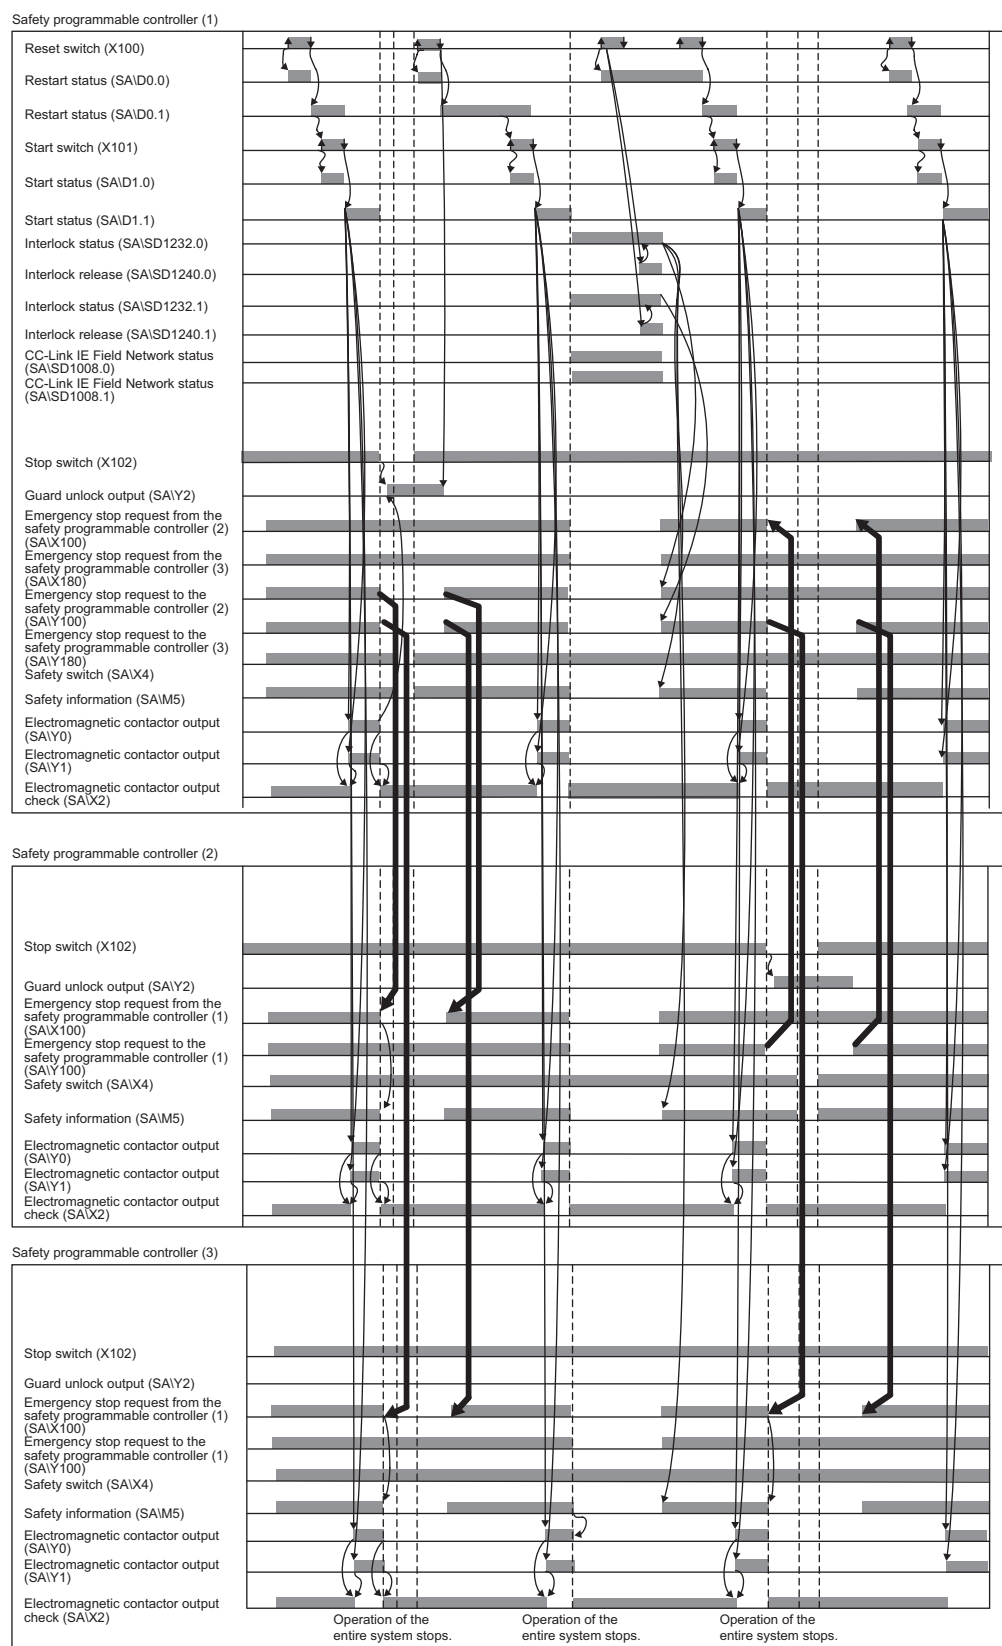 Safety programmable controller (1)
Reset switch (X100)
Restart status (SA\D0.0)
Restart status (SA\D0.1)
Start switch (X101)
Start status (SA\D1.0)
Start status (SA\D1.1)
Interlock status (SA\SD1232.0)
Interlock release (SA\SD1240.0)
Interlock status (SA\SD1232.1)
Interlock release (SA\SD1240.1)
CC-Link IE Field Network status
(SA\SD1008.0)
CC-Link IE Field Network status
(SA\SD1008.1)
Stop switch (X102)
Guard unlock output (SA\Y2)
Emergency stop request from the
safety programmable controller (2)
(SA\X100)
Emergency stop request from the
safety programmable controller (3)
(SA\X180)
Emergency stop request to the
safety programmable controller (2)
(SA\Y100)
Emergency stop request to the
safety programmable controller (3)
(SA\Y180)
Safety switch (SA\X4)
Safety information (SA\M5)
Electromagnetic contactor output
(SA\Y0)
Electromagnetic contactor output
(SA\Y1)
Electromagnetic contactor output
check (SA\X2)
Safety programmable controller (2)
Stop switch (X102)
Guard unlock output (SA\Y2)
Emergency stop request from the
safety programmable controller (1)
(SA\X100)
Emergency stop request to the
safety programmable controller (1)
(SA\Y100)
Safety switch (SA\X4)
Safety information (SA\M5)
Electromagnetic contactor output
(SA\Y0)
Electromagnetic contactor output
(SA\Y1)
Electromagnetic contactor output
check (SA\X2)
Safety programmable controller (3)
Stop switch (X102)
Guard unlock output (SA\Y2)
Emergency stop request from the
safety programmable controller (1)
(SA\X100)
Emergency stop request to the
safety programmable controller (1)
(SA\Y100)
Safety switch (SA\X4)
Safety information (SA\M5)
Electromagnetic contactor output
(SA\Y0)
Electromagnetic contactor output
(SA\Y1)
Electromagnetic contactor output
check (SA\X2)
Operation of the
entire system stops.
Operation of the
entire system stops.
Operation of the
entire system stops.